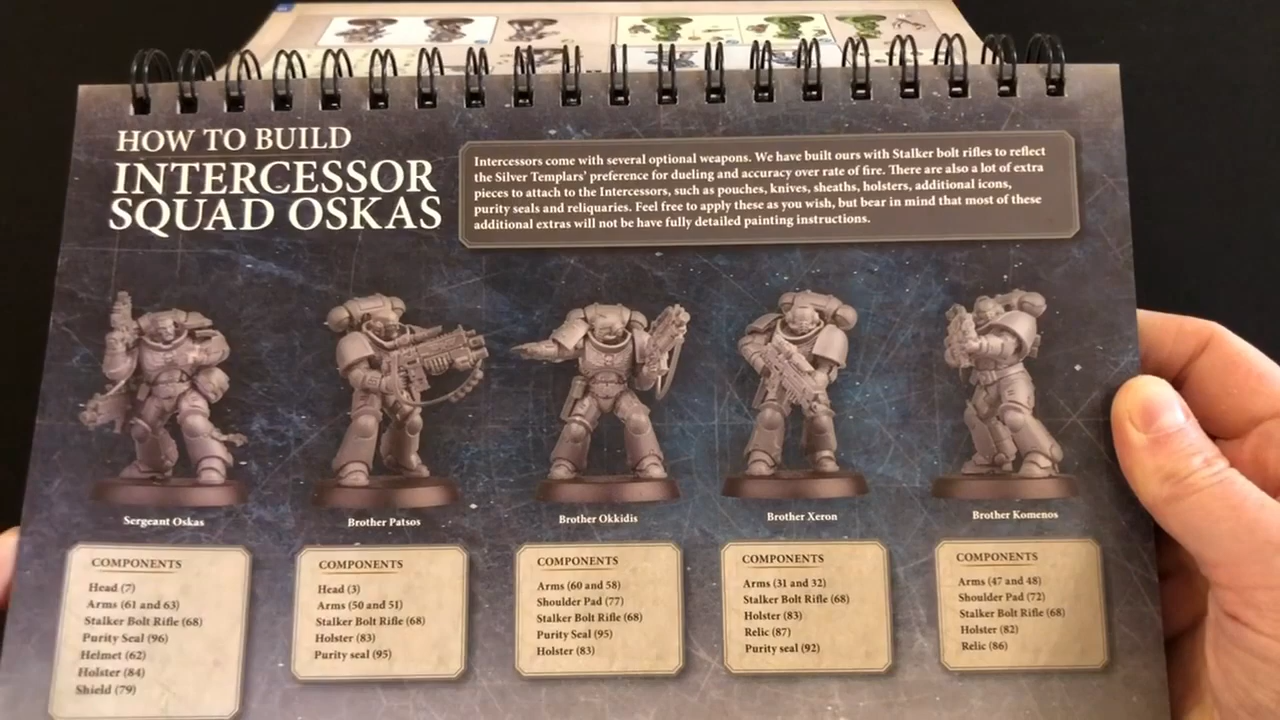 HOW TO BUILD
INTERCESSOR
SQUAD OSKAS
Intercessors come with several optional weapons. We have built ours with Stalker bolt rifles to reflect
the Silver Templars' preference for dueling and accuracy over rate of fire. There are also a lot of extra
pieces to attach to the Intercessors, such as pouches, knives, sheaths, holsters, additional icons,
purity seals and reliquaries. Feel free to apply these as you wish, but bear in mind that most of these
additional extras will not be have fully detailed painting instructions.
Sergeant Oskas
COMPONENTS
Head (7)
Arms (61 and 63)
Stalker Bolt Rifle (68)
Purity Seal (96)
Helmet (62)
Holster (84)
Shield (79)
Brother Patsos
COMPONENTS
Head (3)
Arms (50 and 51)
Stalker Bolt Rifle (68)
Holster (83)
Purity seal (95)
Brother Okkidis
COMPONENTS
Arms (60 and 58)
Shoulder Pad (77)
Stalker Bolt Rifle (68)
Purity Seal (95)
Holster (83)
Brother Xeron
COMPONENTS
Arms (31 and 32)
Stalker Bolt Rifle (68)
Holster (83)
Relic (87)
Purity seal (92)
Brother Komenos
COMPONENTS
Arms (47 and 48)
Shoulder Pad (72)
Stalker Bolt Rifle (68)
Holster (82)
Relic (86)